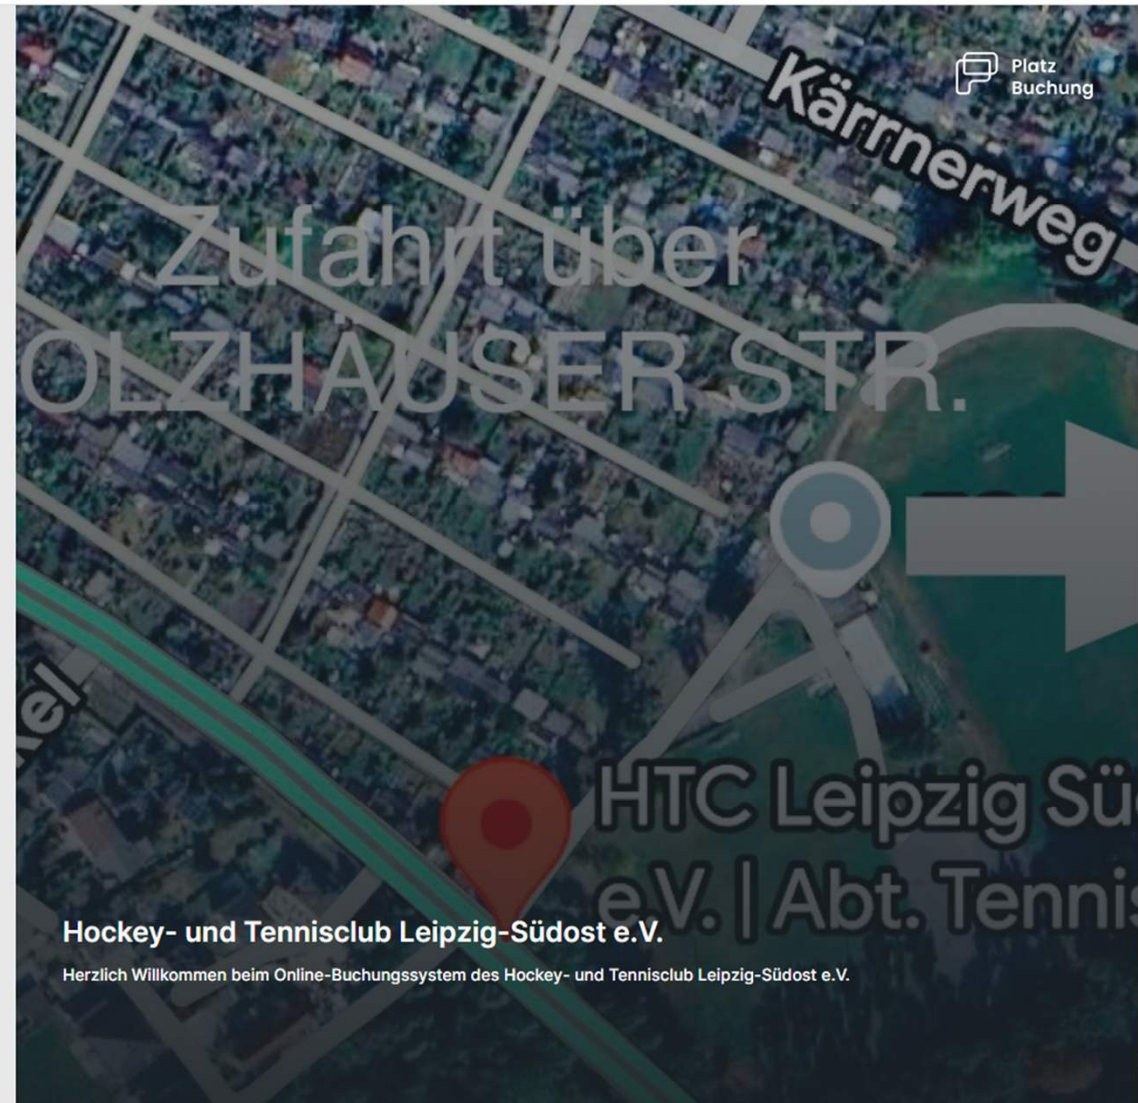 Platz
Buchung
Kärrnerweg
Zufahrt über
OLZHÄUSER STR.
kel
HTC Leipzig Sü
e.V. | Abt. Tennis
Hockey- und Tennisclub Leipzig-Südost e.V.
Herzlich Willkommen beim Online-Buchungssystem des Hockey- und Tennisclub Leipzig-Südost e.V.